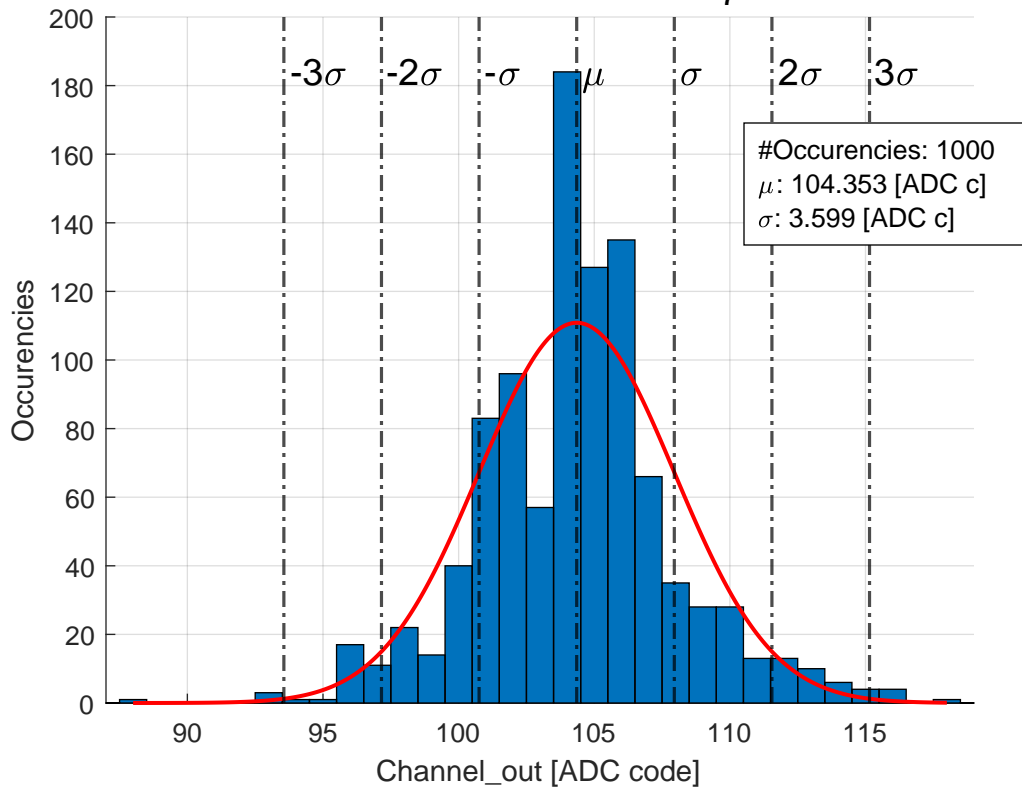 -3σ -2σ -σ μ σ 2σ 3σ
#Occurencies: 1000
μ: 104.353 [ADC c]
σ: 3.599 [ADC c]
200
180
160
140
120
100
80
60
40
20
0
Occurencies
90 95 100 105 110 115
Channel_out [ADC code]